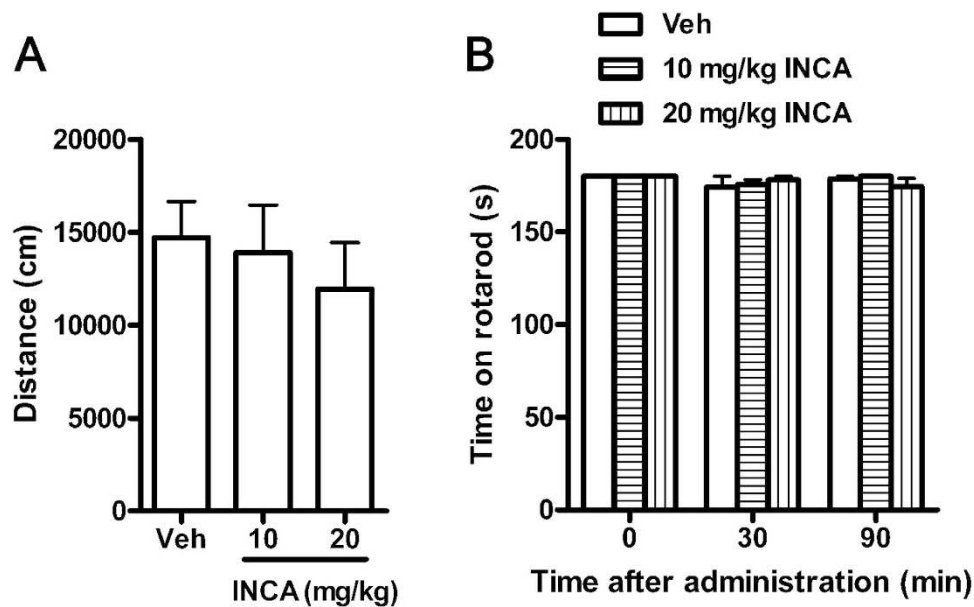 A
Distance (cm)
20000
15000
10000
5000
0
Veh
10
20
INCA (mg/kg)
B
Veh
10 mg/kg INCA
20 mg/kg INCA
Time on rotarod (s)
200
150
100
50
0
0
30
90
Time after administration (min)